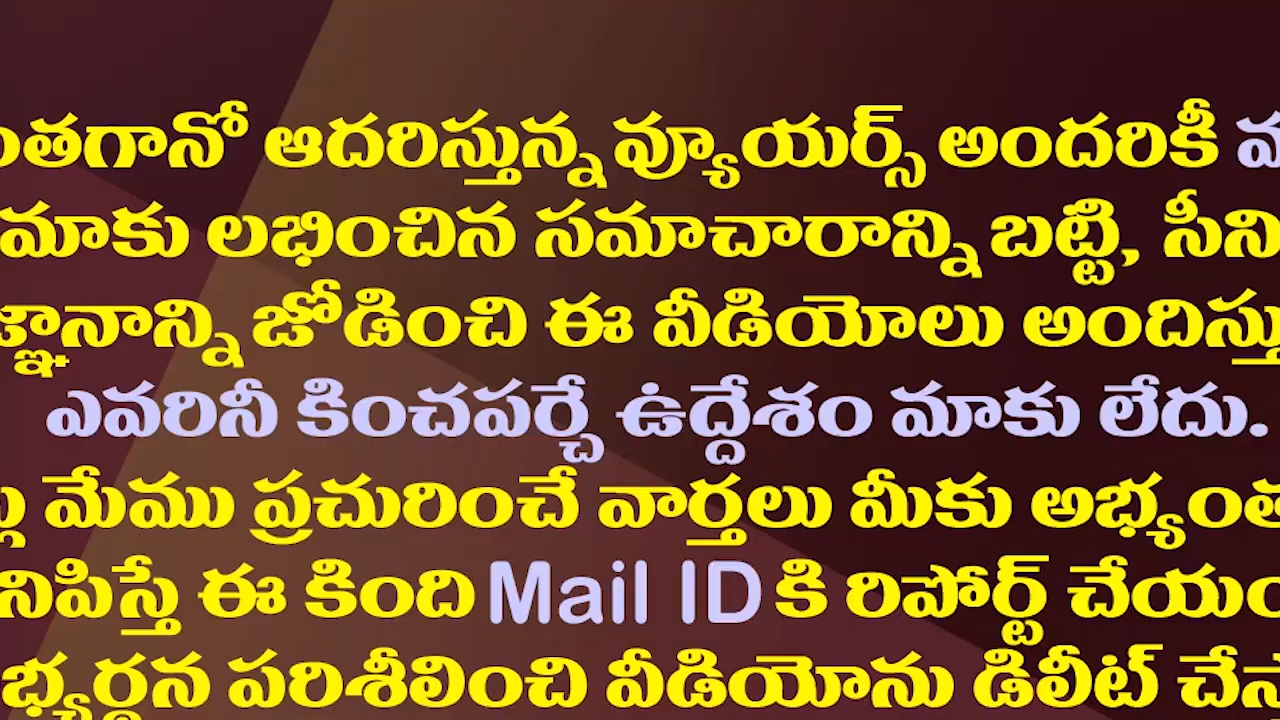 ఆదరిస్తున్న వ్యూయర్స్ అందరికీ
మాకు లభించిన సమాచారాన్ని బట్టి,
జోడించి ఈ వీడియోలు
ఎవరినీ కించపర్చే ఉద్దేశం మాకు లేదు.
మేము ప్రచురించే వార్తలు మీకు
ఈ కింది Mail ID కి రిపోర్ట్
పరిశీలించి వీడియోను డిలీట్